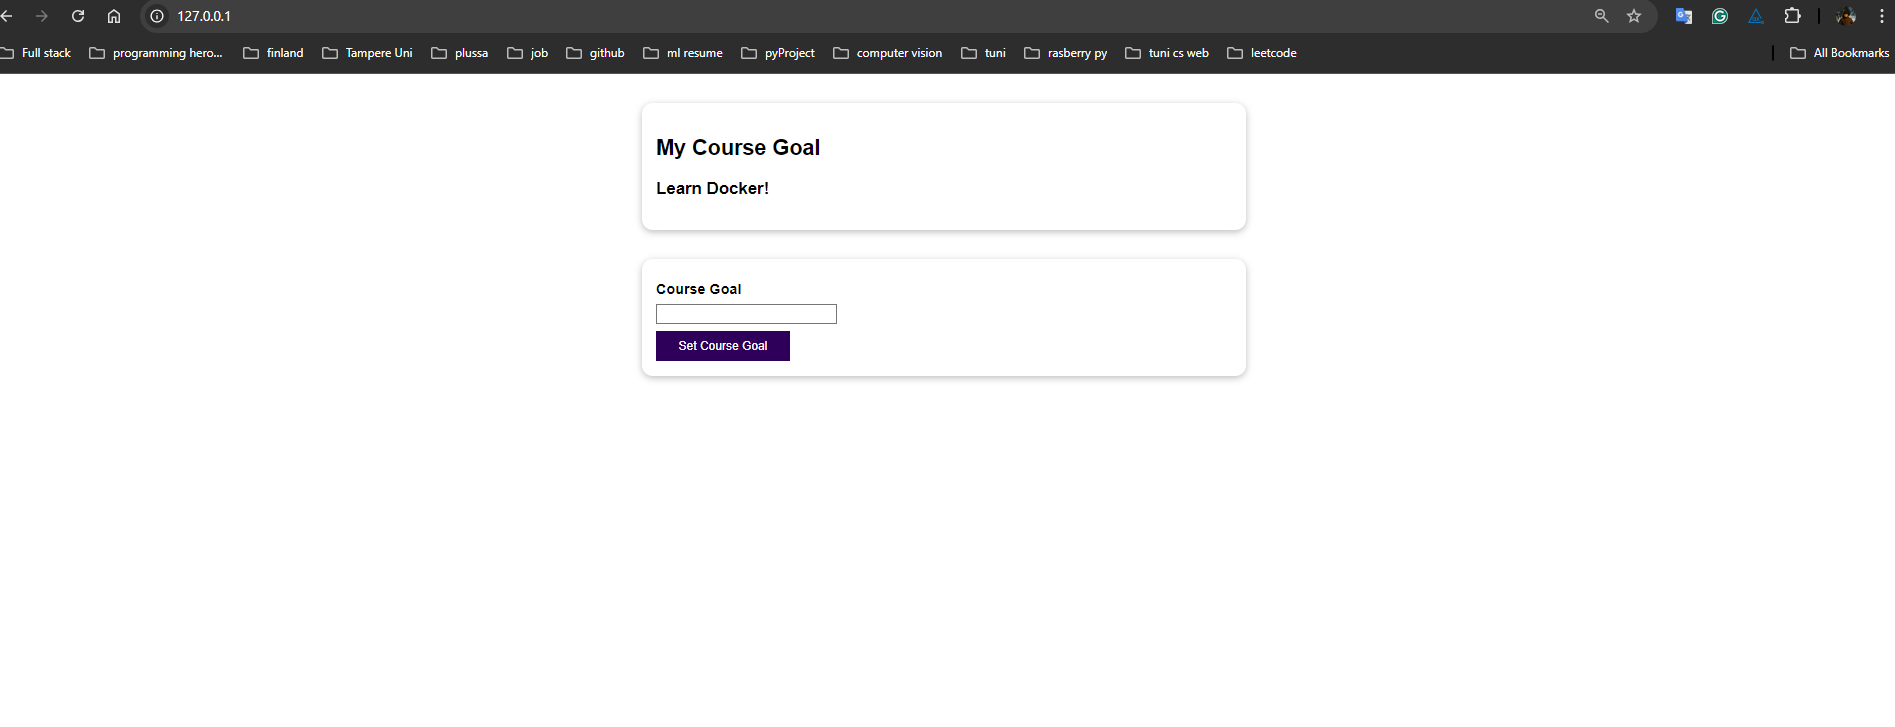 127.0.0.1
Full stack programming hero... finland Tampere Uni plussa job github ml resume pyProject computer vision tuni rasberry py tuni cs web leetcode All Bookmarks
My Course Goal
Learn Docker!
Course Goal
Set Course Goal